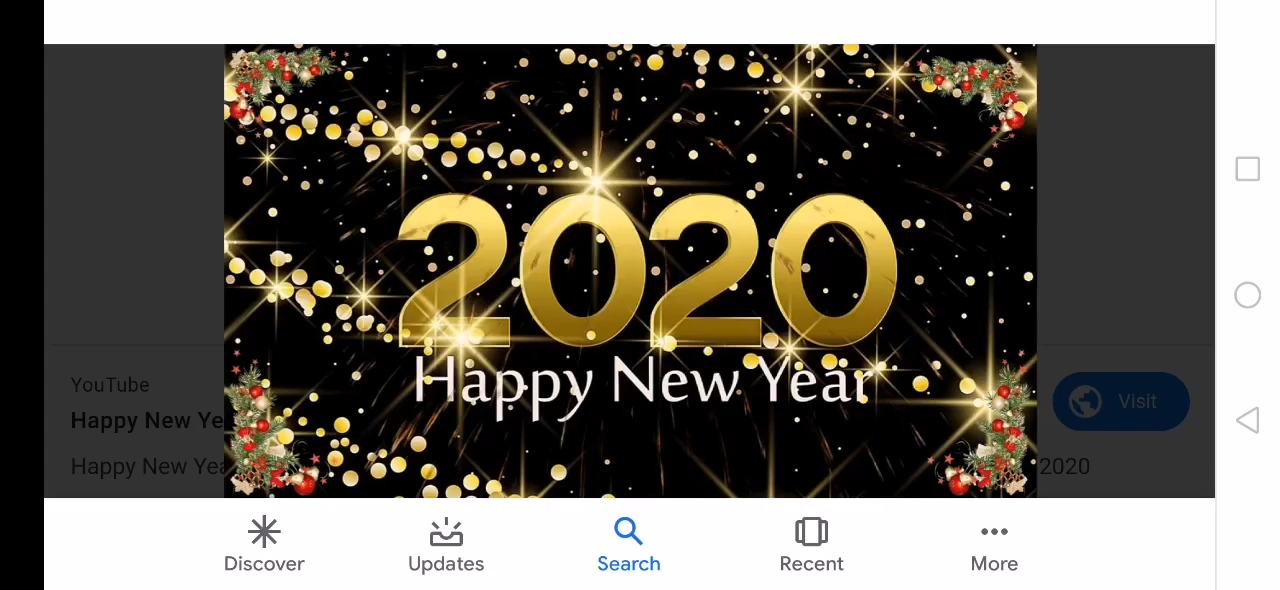 2020
Happy New Year
YouTube
Happy New Ye
Happy New Yea
2020
Visit
Discover
Updates
Search
Recent
More